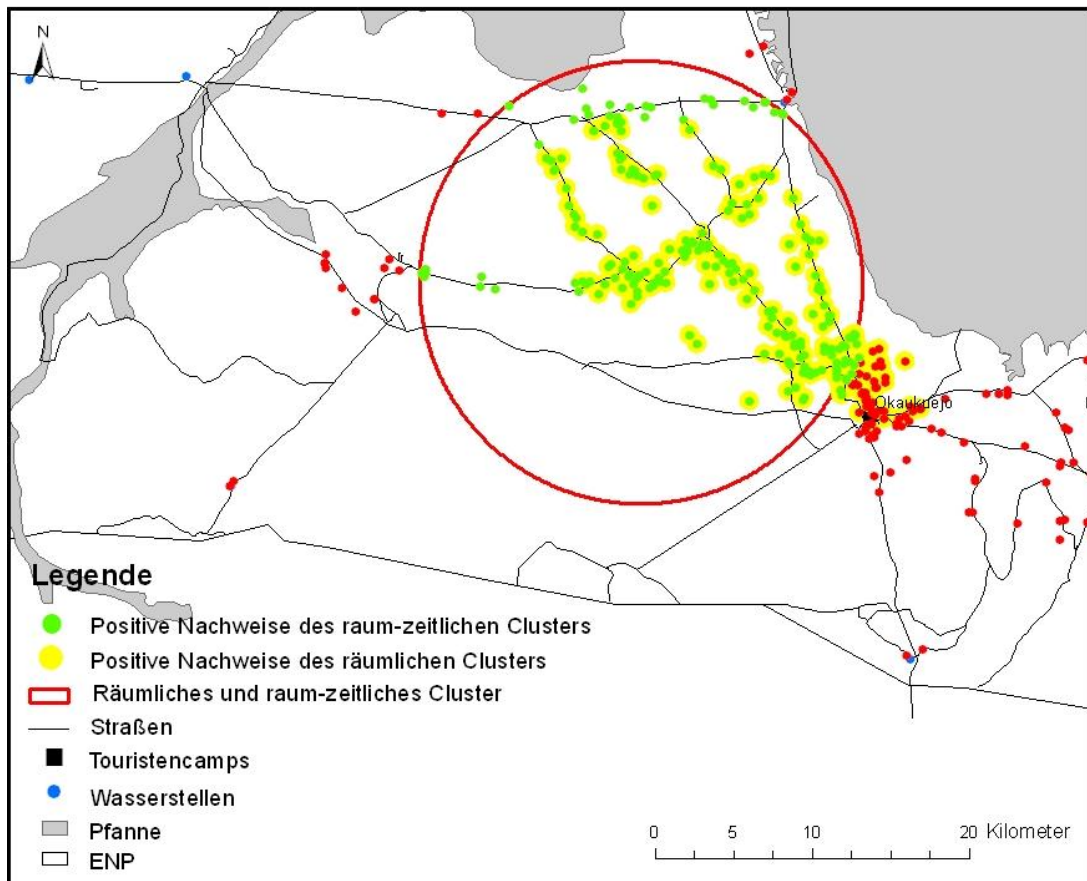 N
Okaukuejo
Legende
Positive Nachweise des raum-zeitlichen Clusters
Positive Nachweise des räumlichen Clusters
Räumliches und raum-zeitliches Cluster
Straßen
Touristencamps
Wasserstellen
Pfanne
ENP
0 5 10 20 Kilometer